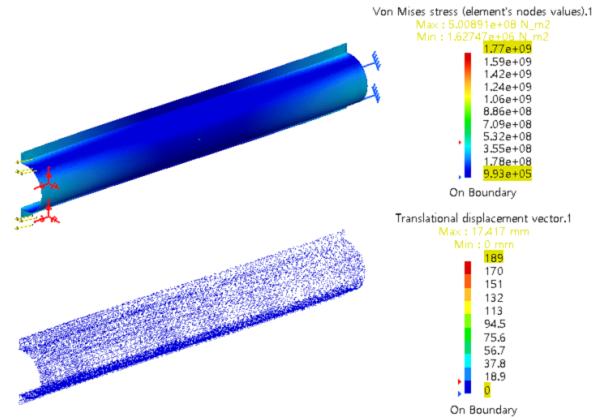 Von Mises stress (element's nodes values).1
Max : 5.00891e+08 N_m2
Min : 1.62747e+06 N_m2
1.77e+09
1.59e+09
1.42e+09
1.24e+09
1.06e+09
8.86e+08
7.09e+08
5.32e+08
3.55e+08
1.78e+08
9.93e+05
On Boundary
Translational displacement vector.1
Max : 17.417 mm
Min : 0 mm
189
170
151
132
113
94.5
75.6
56.7
37.8
18.9
0
On Boundary